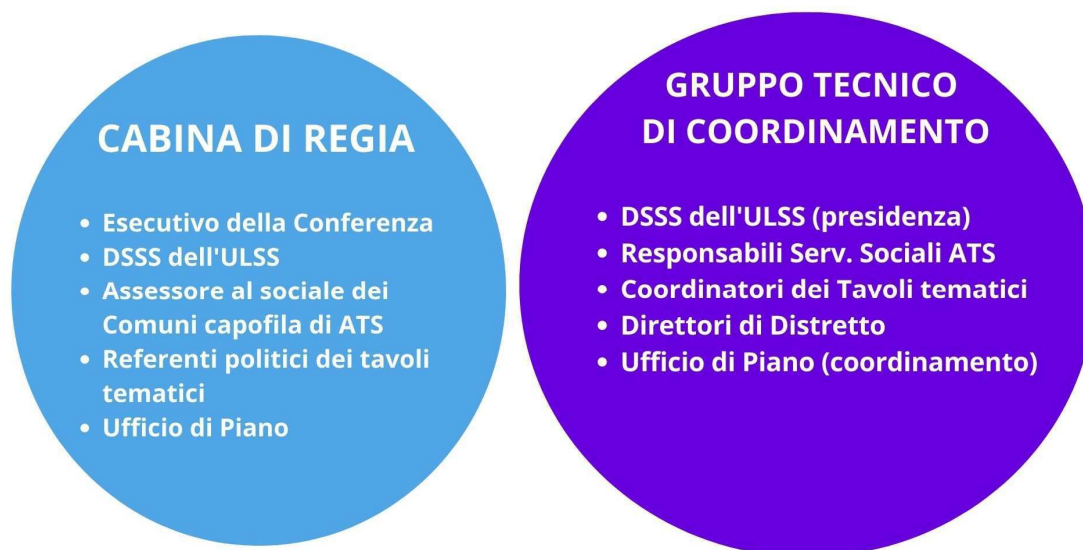 CABINA DI REGIA
• Esecutivo della Conferenza
• DSSS dell'ULSS
• Assessore al sociale dei
Comuni capofila di ATS
• Referenti politici dei tavoli
tematici
• Ufficio di Piano
GRUPPO TECNICO
DI COORDINAMENTO
• DSSS dell'ULSS (presidenza)
• Responsabili Serv. Sociali ATS
• Coordinatori dei Tavoli tematici
• Direttori di Distretto
• Ufficio di Piano (coordinamento)